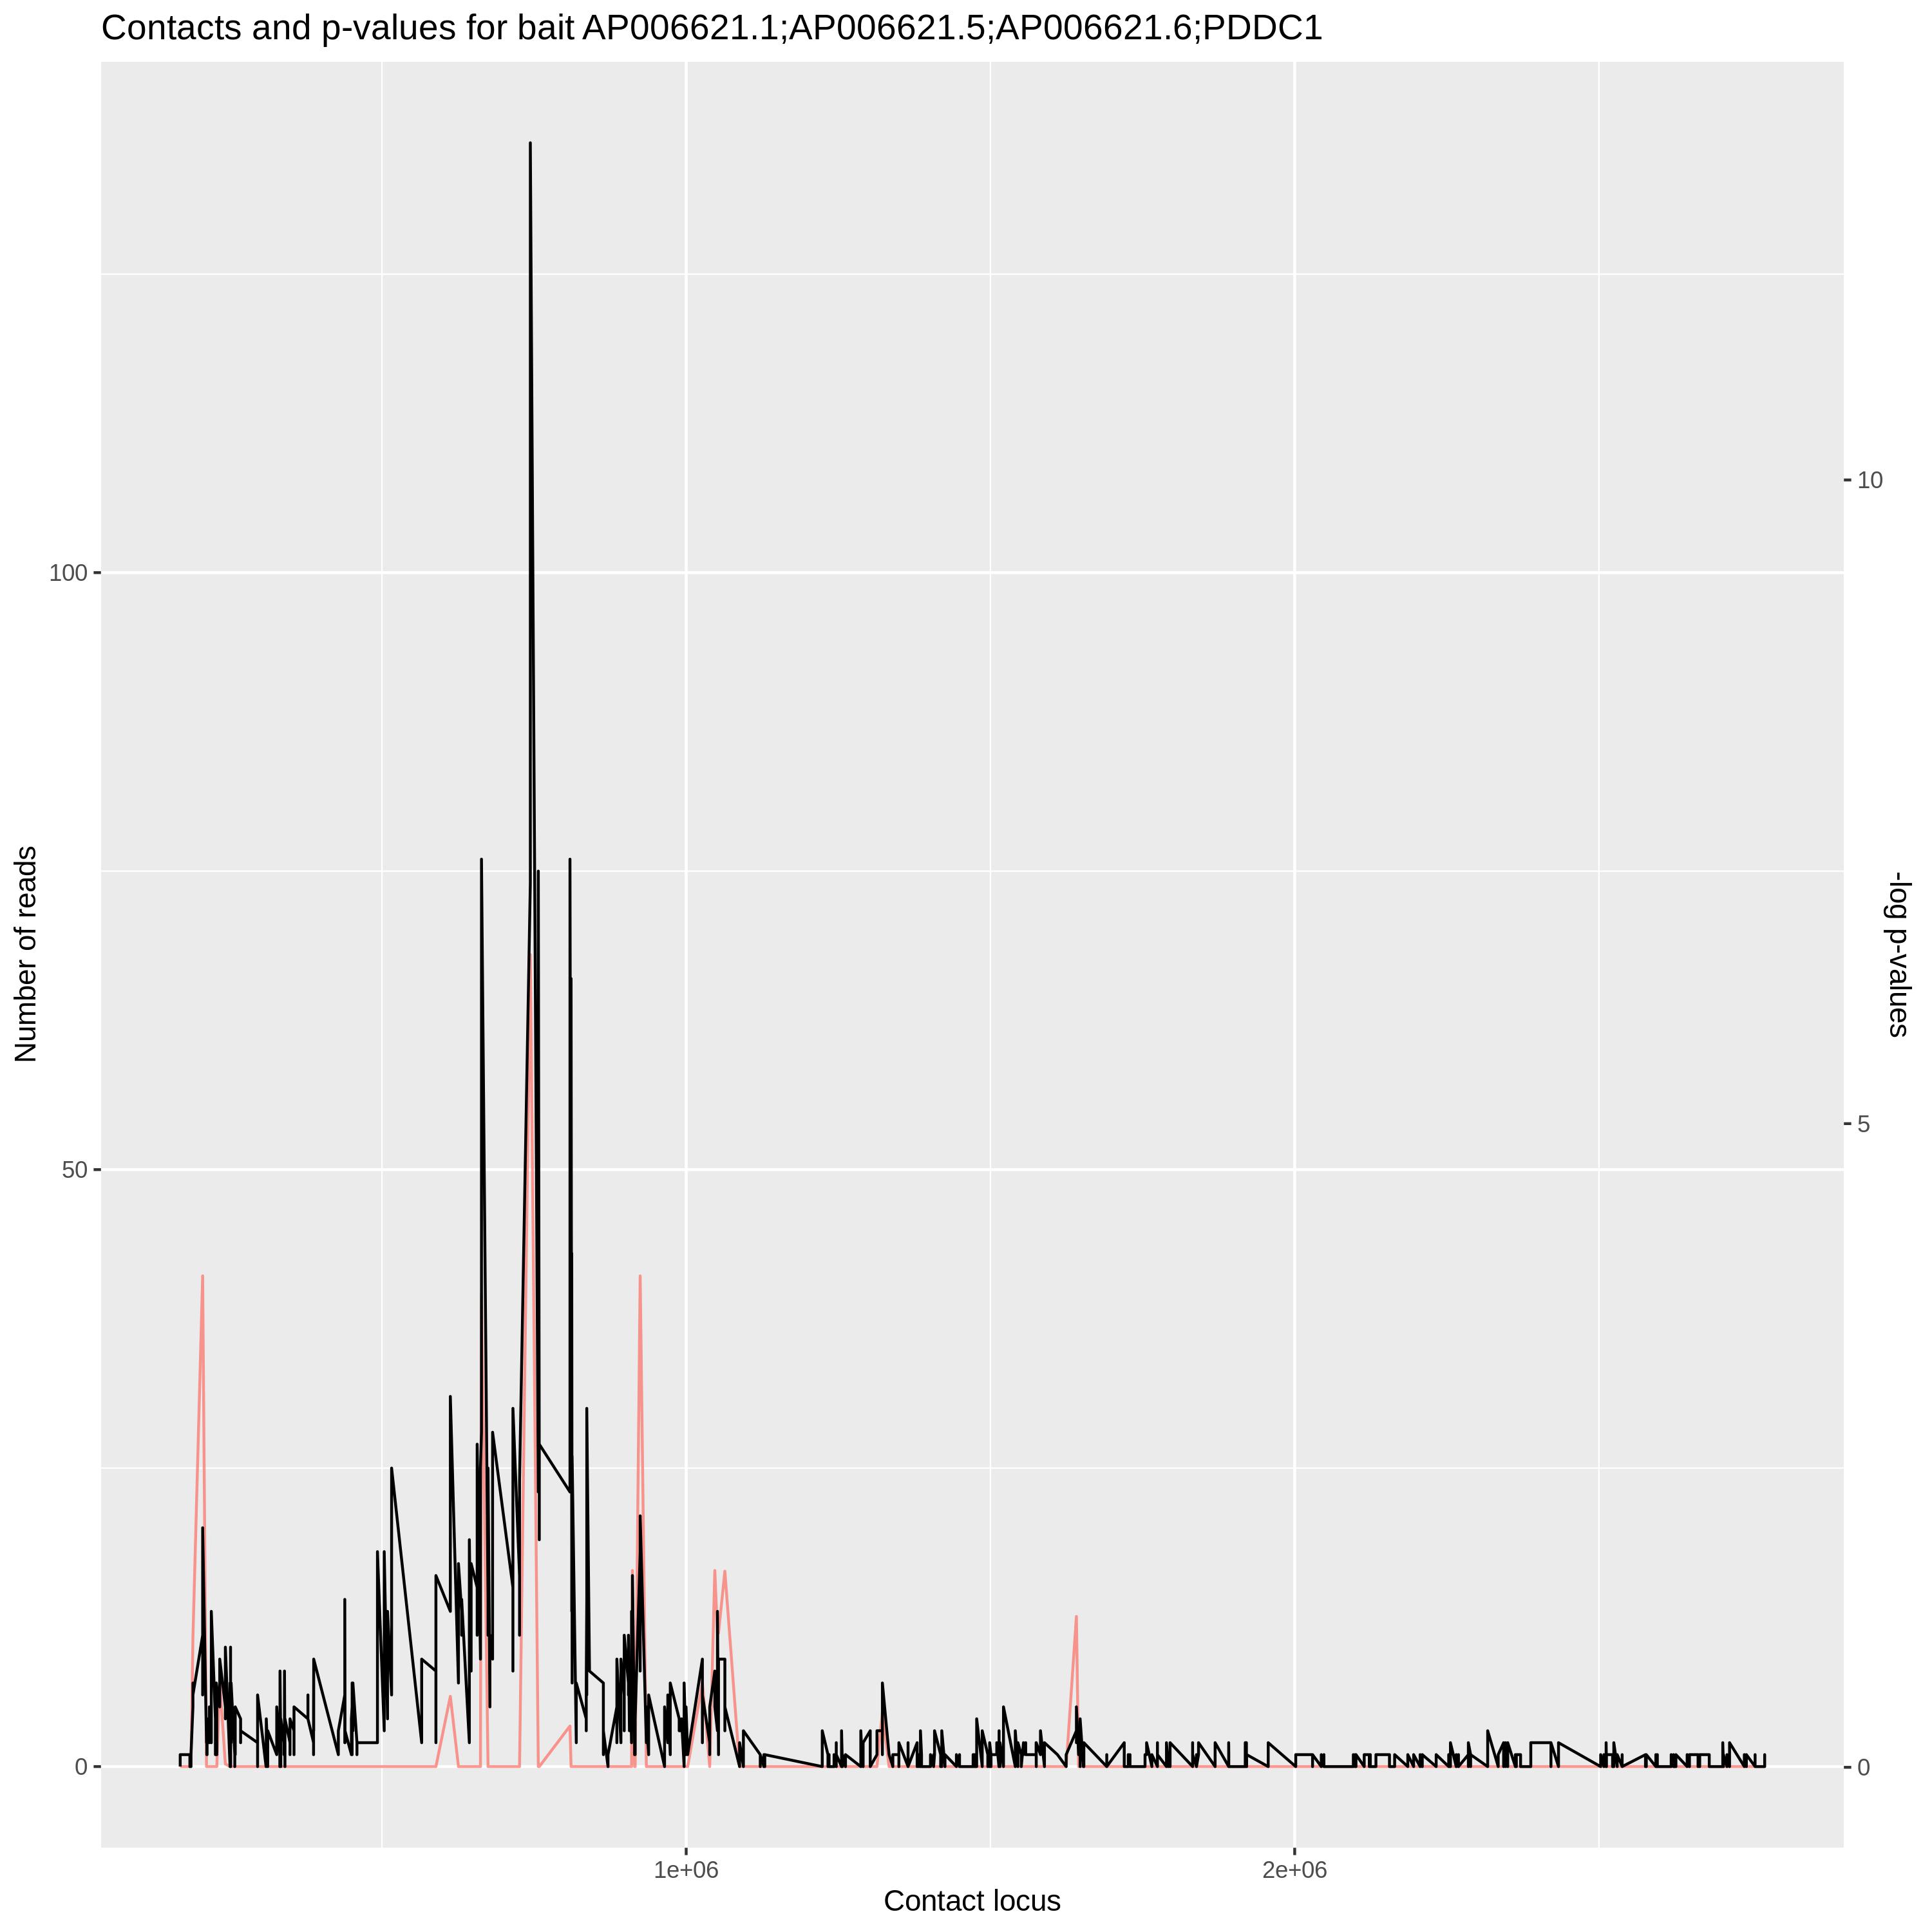 Contacts and p-values for bait AP006621.1;AP006621.5;AP006621.6;PDDC1
Number of reads
100
50
0
10
5
0
-log p-values
1e+06
2e+06
Contact locus